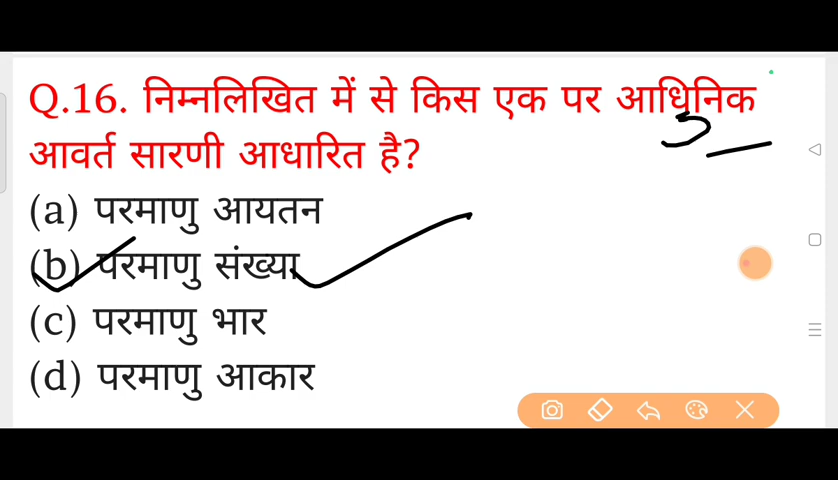 Q.16. निम्नलिखित में से किस एक पर आधिनिक
आवर्त सारणी आधारित है?
(a) परमाणु आयतन
(b) परमाणु संख्या
(c) परमाणु भार
(d) परमाणु आकार